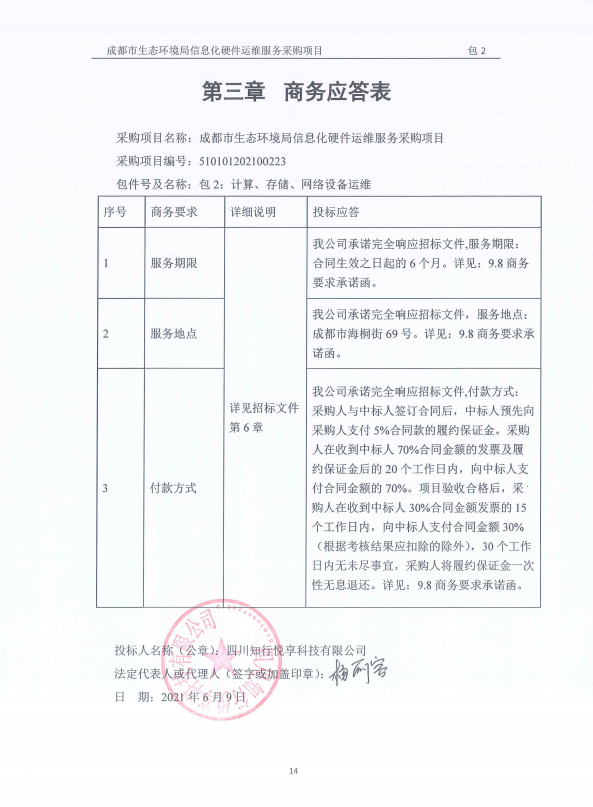 成都市生态环境局信息化硬件运维服务采购项目 包 2
第三章 商务应答表
采购项目名称：成都市生态环境局信息化硬件运维服务采购项目
采购项目编号：510101202100223
包件号及名称：包 2：计算、存储、网络设备运维
序号 商务要求 详细说明 投标应答
1 服务期限
我公司承诺完全响应招标文件,服务期限：
合同生效之日起的 6 个月。详见：9.8 商务
要求承诺函。
2 服务地点
我公司承诺完全响应招标文件，服务地点：
成都市海桐街 69 号。详见：9.8 商务要求承
诺函。
详见招标文件
第 6 章
3 付款方式
我公司承诺完全响应招标文件,付款方式：
采购人与中标人签订合同后，中标人预先向
采购人支付 5%合同款的履约保证金。采购
人在收到中标人 70%合同金额的发票及履
约保证金后的 20 个工作日内，向中标人支
付合同金额的 70%。项目验收合格后，采
购人在收到中标人 30%合同金额发票的 15
个工作日内，向中标人支付合同金额 30%
（根据考核结果应扣除的除外），30 个工作
日内无未尽事宜，采购人将履约保证金一次
性无息退还。详见：9.8 商务要求承诺函。
投标人名称（公章）：四川知行悦享科技有限公司
法定代表人或代理人（签字或加盖印章）：
日 期：2021 年 6 月 9 日
14